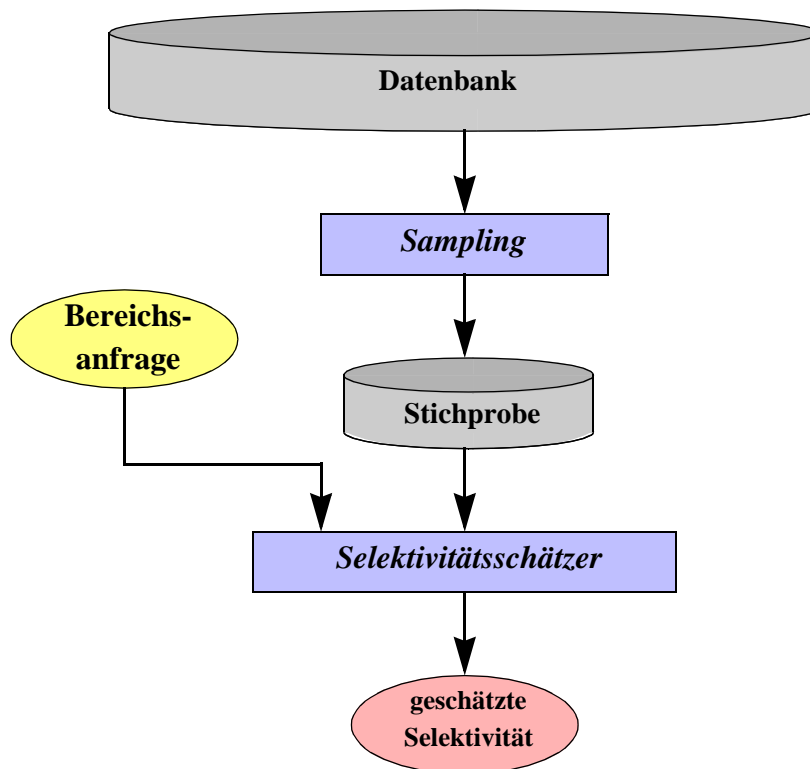 Datenbank
Sampling
Bereichs-
anfrage
Stichprobe
Selektivitätsschätzer
geschätzte
Selektivität